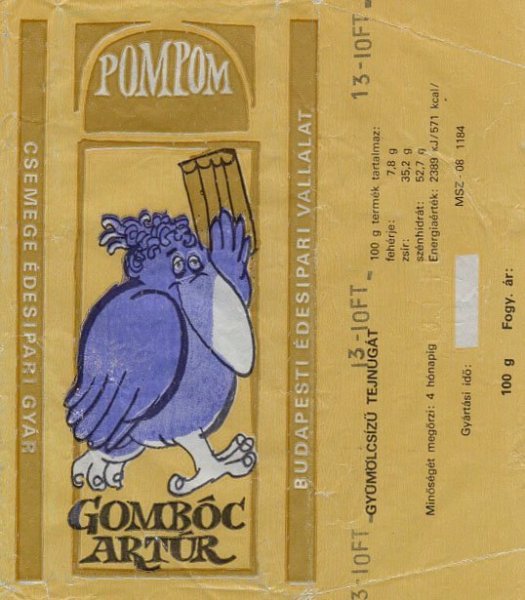 POMPOM
CSEMEGE ÉDESIPARI GYÁR
BUDAPESTI ÉDESIPARI VÁLLALAT
GOMBÓC
ARTÚR
13-10FT
13-10FT
3-10FT
GYÜMÖLCSÍZŰ TEJNUGÁT
100 g termék tartalmaz:
fehérje: 7,8 g
zsír: 35,2 g
szénhidrát: 52,7 g
Energiaérték: 2389 kJ/571 kcal/
Minőségét megőrzi: 4 hónapig
MSZ - 08 1184
Gyártási idő:
100 g Fogy. ár: